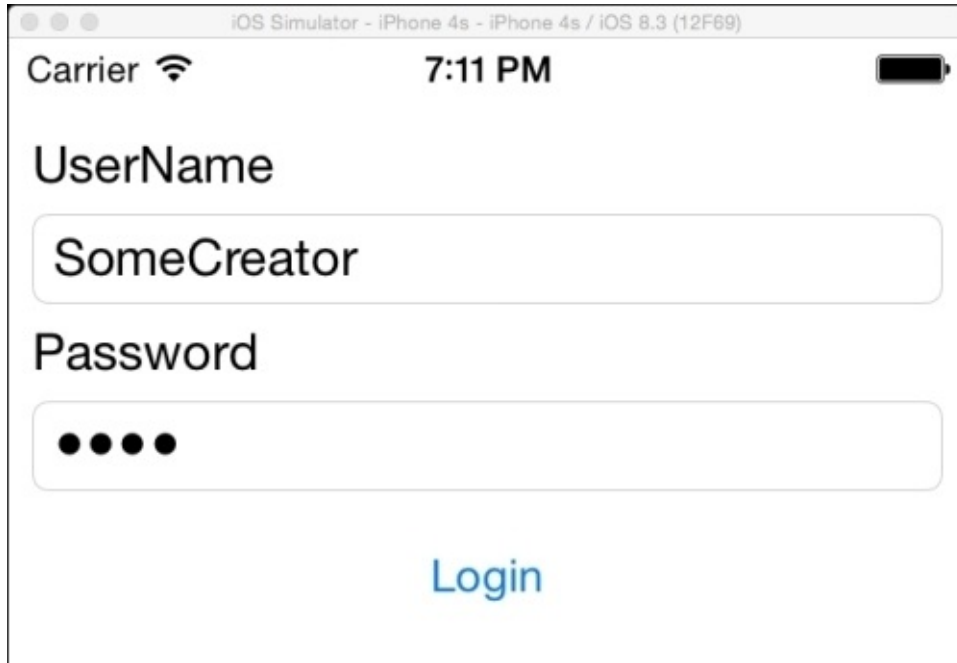 iOS Simulator - iPhone 4s - iPhone 4s / iOS 8.3 (12F69)
Carrier 7:11 PM
UserName
SomeCreator
Password
••••
Login